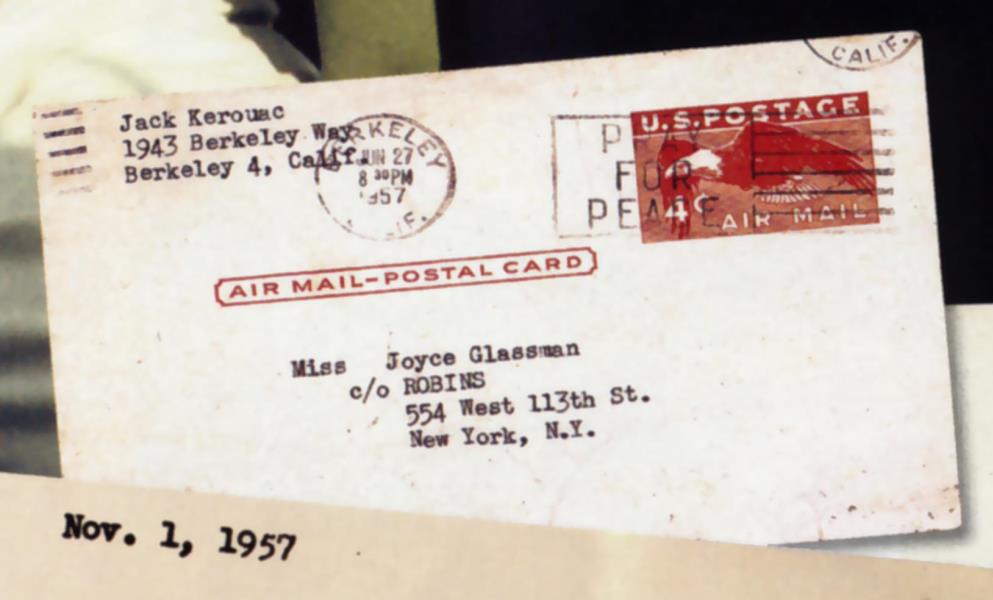 Jack Kerouac
1943 Berkeley Way
Berkeley 4, Calif.
BERKELEY
JUN 27
8 30 PM
1957
CALIF.
PRAY
FOR
PEACE
U.S. POSTAGE
4¢ AIR MAIL
CALIF.
AIR MAIL–POSTAL CARD
Miss Joyce Glassman
c/o ROBINS
554 West 113th St.
New York, N.Y.
Nov. 1, 1957